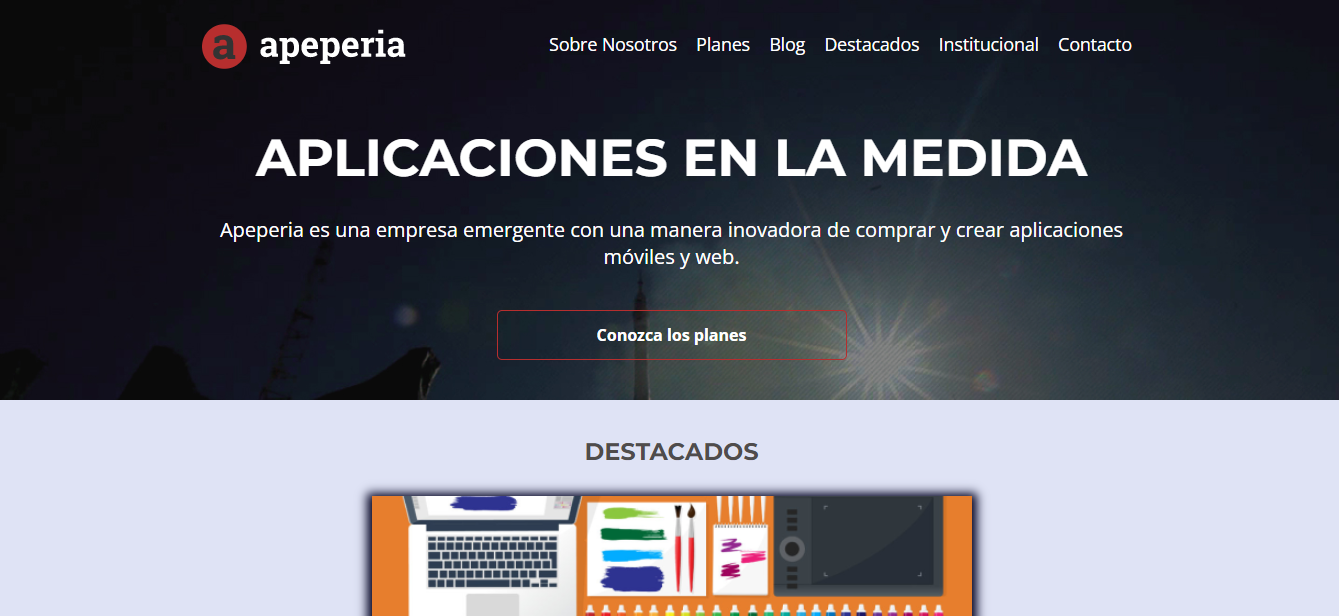 a apeperia
Sobre Nosotros Planes Blog Destacados Institucional Contacto
APLICACIONES EN LA MEDIDA
Apeperia es una empresa emergente con una manera inovadora de comprar y crear aplicaciones
móviles y web.
Conozca los planes
DESTACADOS